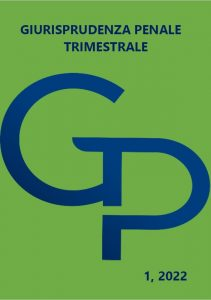 GIURISPRUDENZA PENALE
TRIMESTRALE
GP
1, 2022